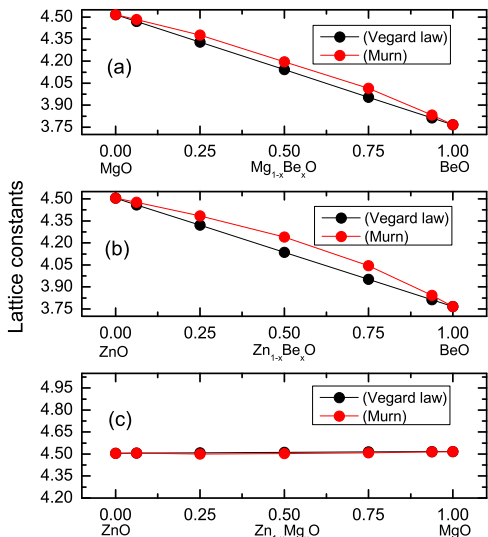 Lattice constants
4.50
4.35
4.20
4.05
3.90
3.75
(a)
(Vegard law)
(Murn)
0.00 0.25 0.50 0.75 1.00
MgO Mg1-xBexO BeO
4.50
4.35
4.20
4.05
3.90
3.75
(b)
(Vegard law)
(Murn)
0.00 0.25 0.50 0.75 1.00
ZnO Zn1-xBexO BeO
4.95
4.80
4.65
4.50
4.35
4.20
(c)
(Vegard law)
(Murn)
0.00 0.25 0.50 0.75 1.00
ZnO MgO